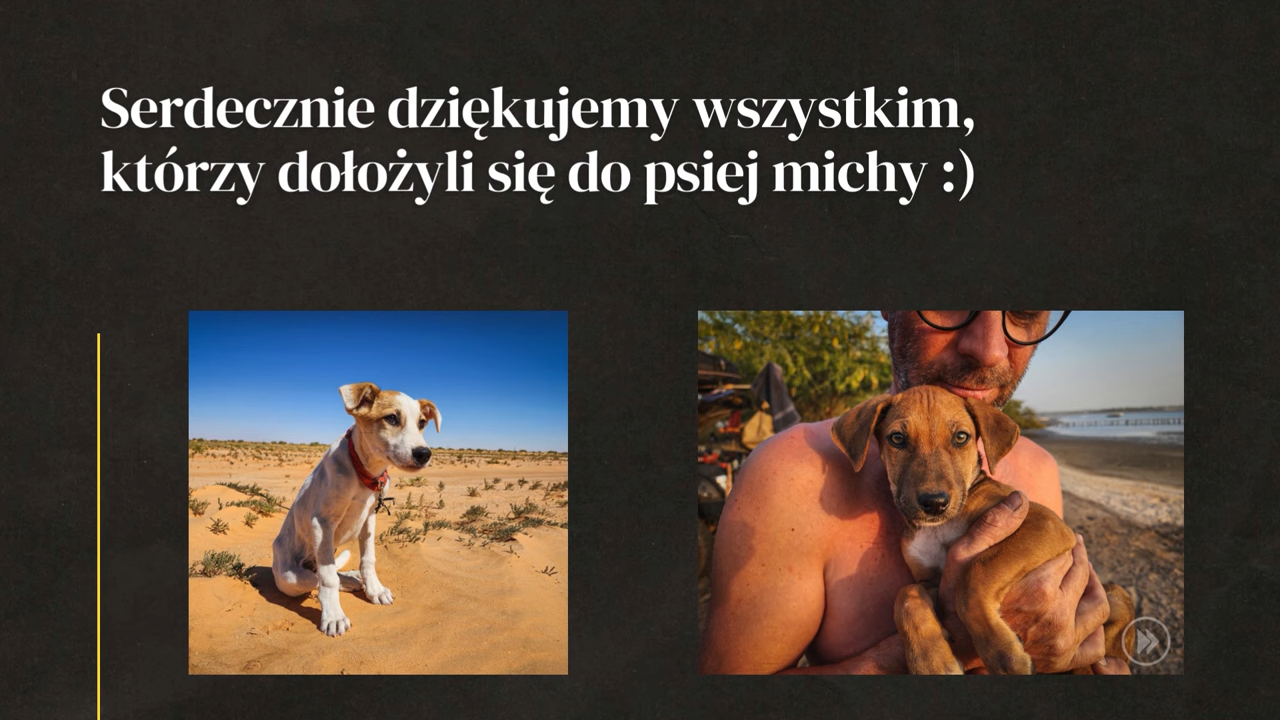 Serdecznie dziękujemy wszystkim,
którzy dołożyli się do psiej michy :)